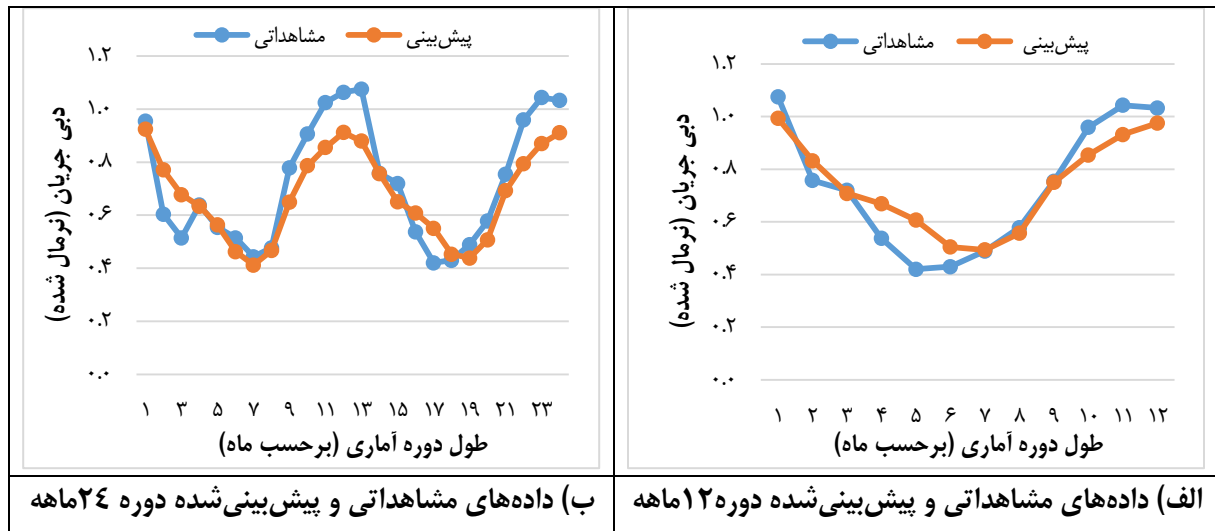 مشاهداتی پیش‌بینی
۱.۲
۱.۰
۰.۸
۰.۶
۰.۴
۰.۲
۰.۰
دبی جریان (نرمال شده)
۱ ۲ ۳ ۴ ۵ ۶ ۷ ۸ ۹ ۱۰ ۱۱ ۱۲
طول دوره آماری (برحسب ماه)
الف) داده‌های مشاهداتی و پیش‌بینی‌شده دوره۱۲ماهه
مشاهداتی پیش‌بینی
۱.۲
۱.۰
۰.۸
۰.۶
۰.۴
۰.۲
۰.۰
دبی جریان (نرمال شده)
۱ ۳ ۵ ۷ ۹ ۱۱ ۱۳ ۱۵ ۱۷ ۱۹ ۲۱ ۲۳
طول دوره آماری (برحسب ماه)
ب) داده‌های مشاهداتی و پیش‌بینی‌شده دوره ۲٤ماهه